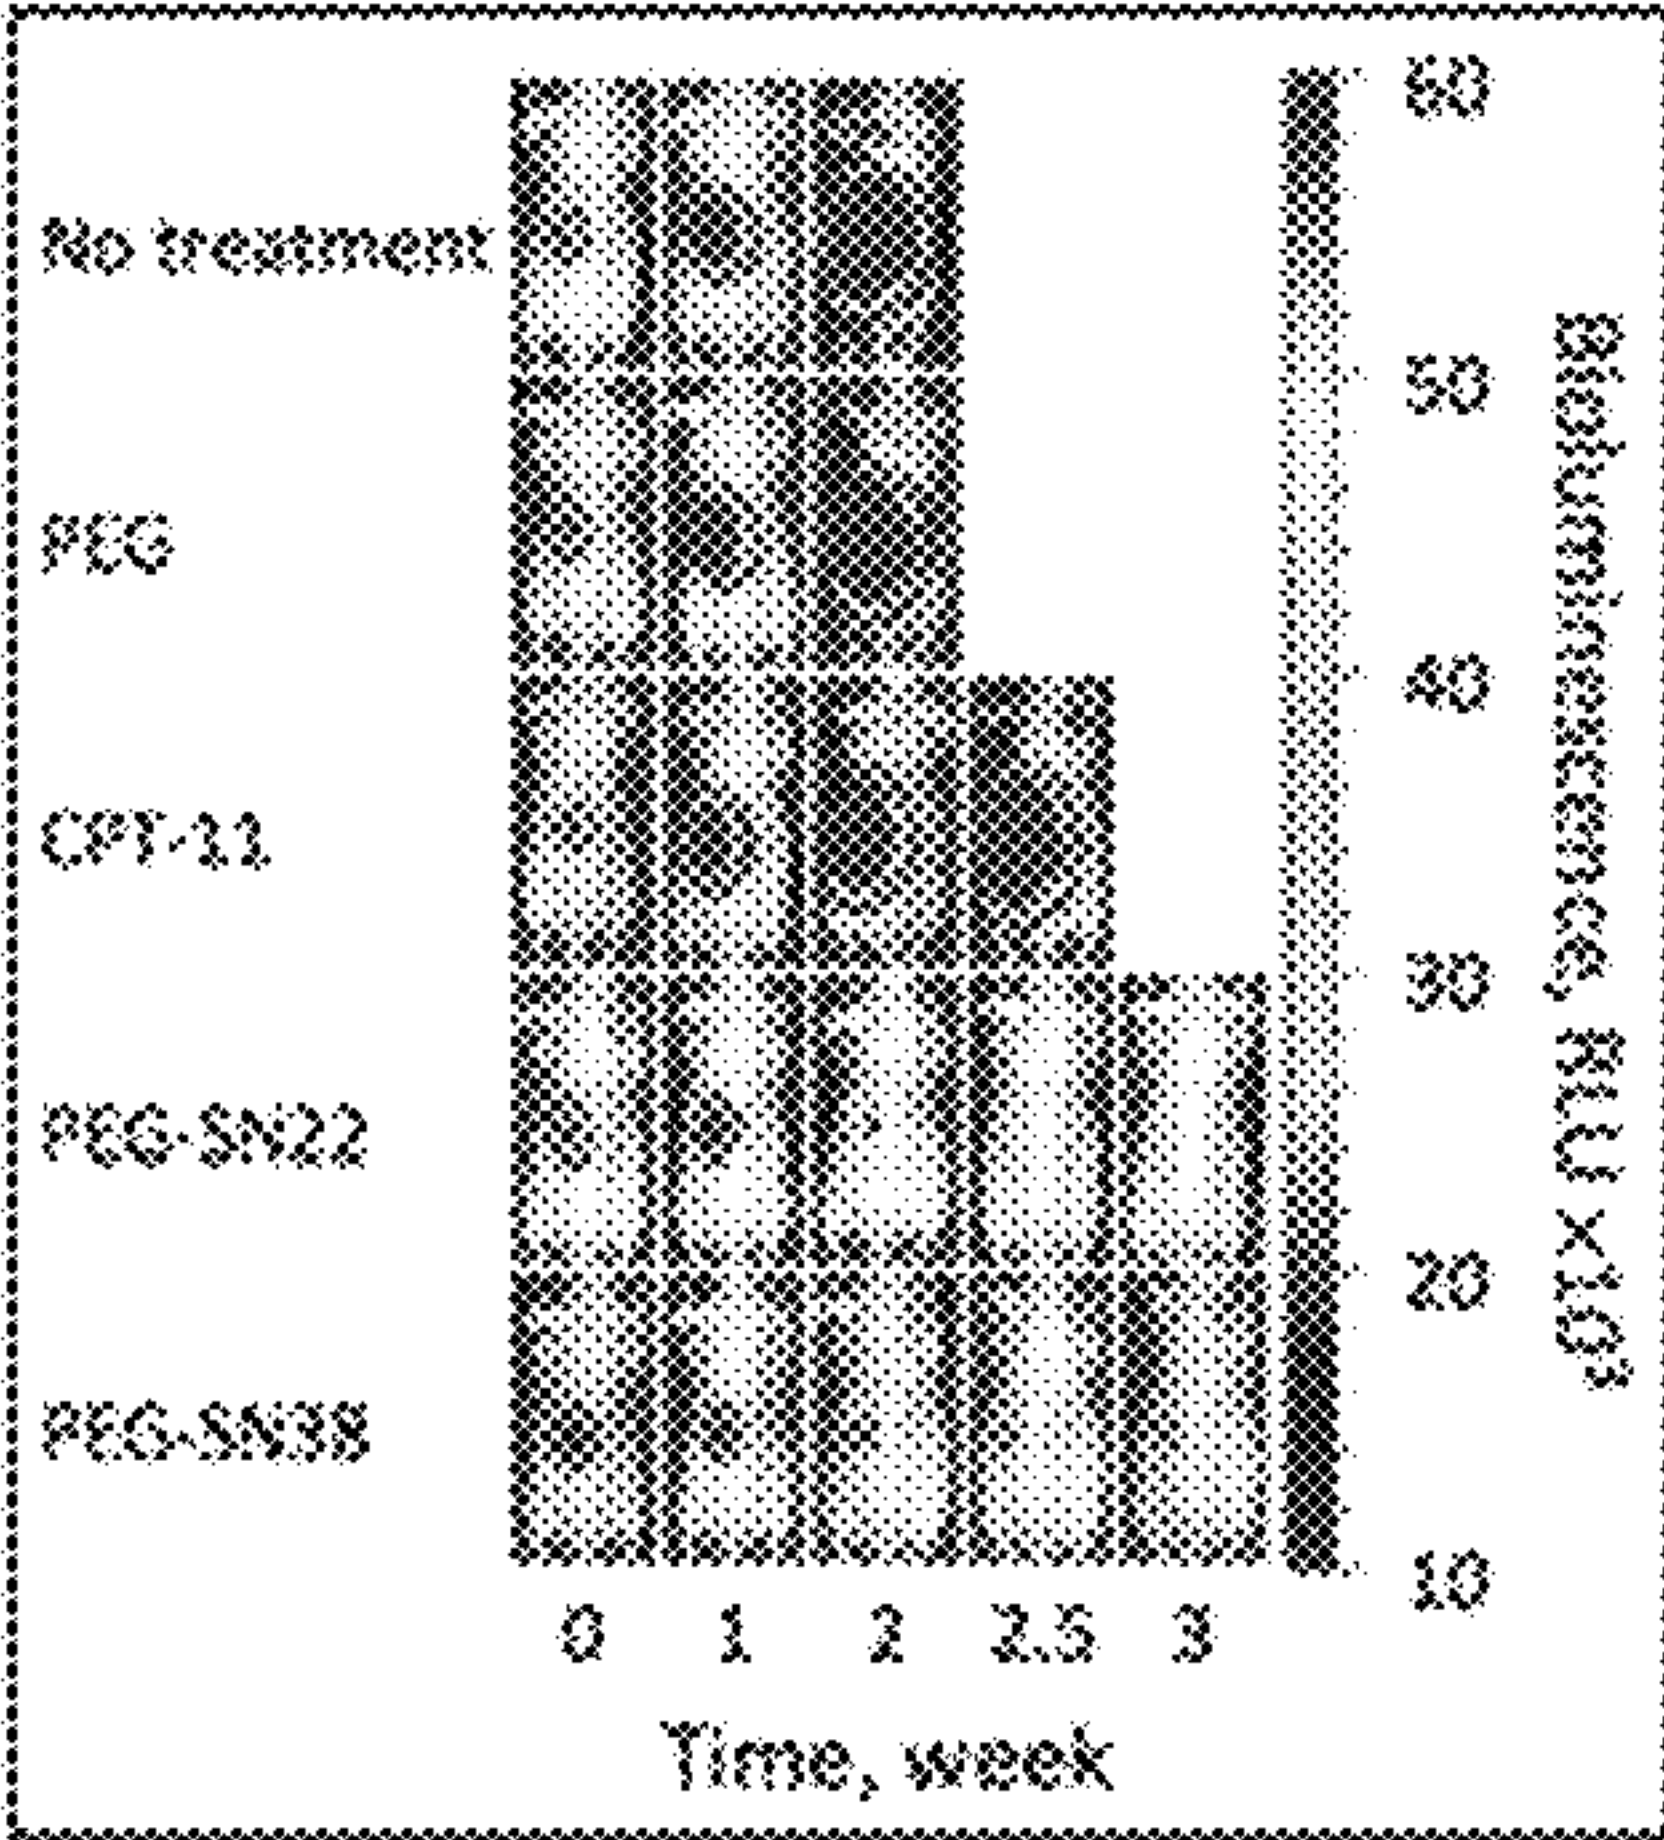 No treatment
PEG
CPT-11
PEG-SN22
PEG-SN38
0 1 2 2.5 3
Time, week
60
50
40
30
20
10
Bioluminescence, RLU x10³